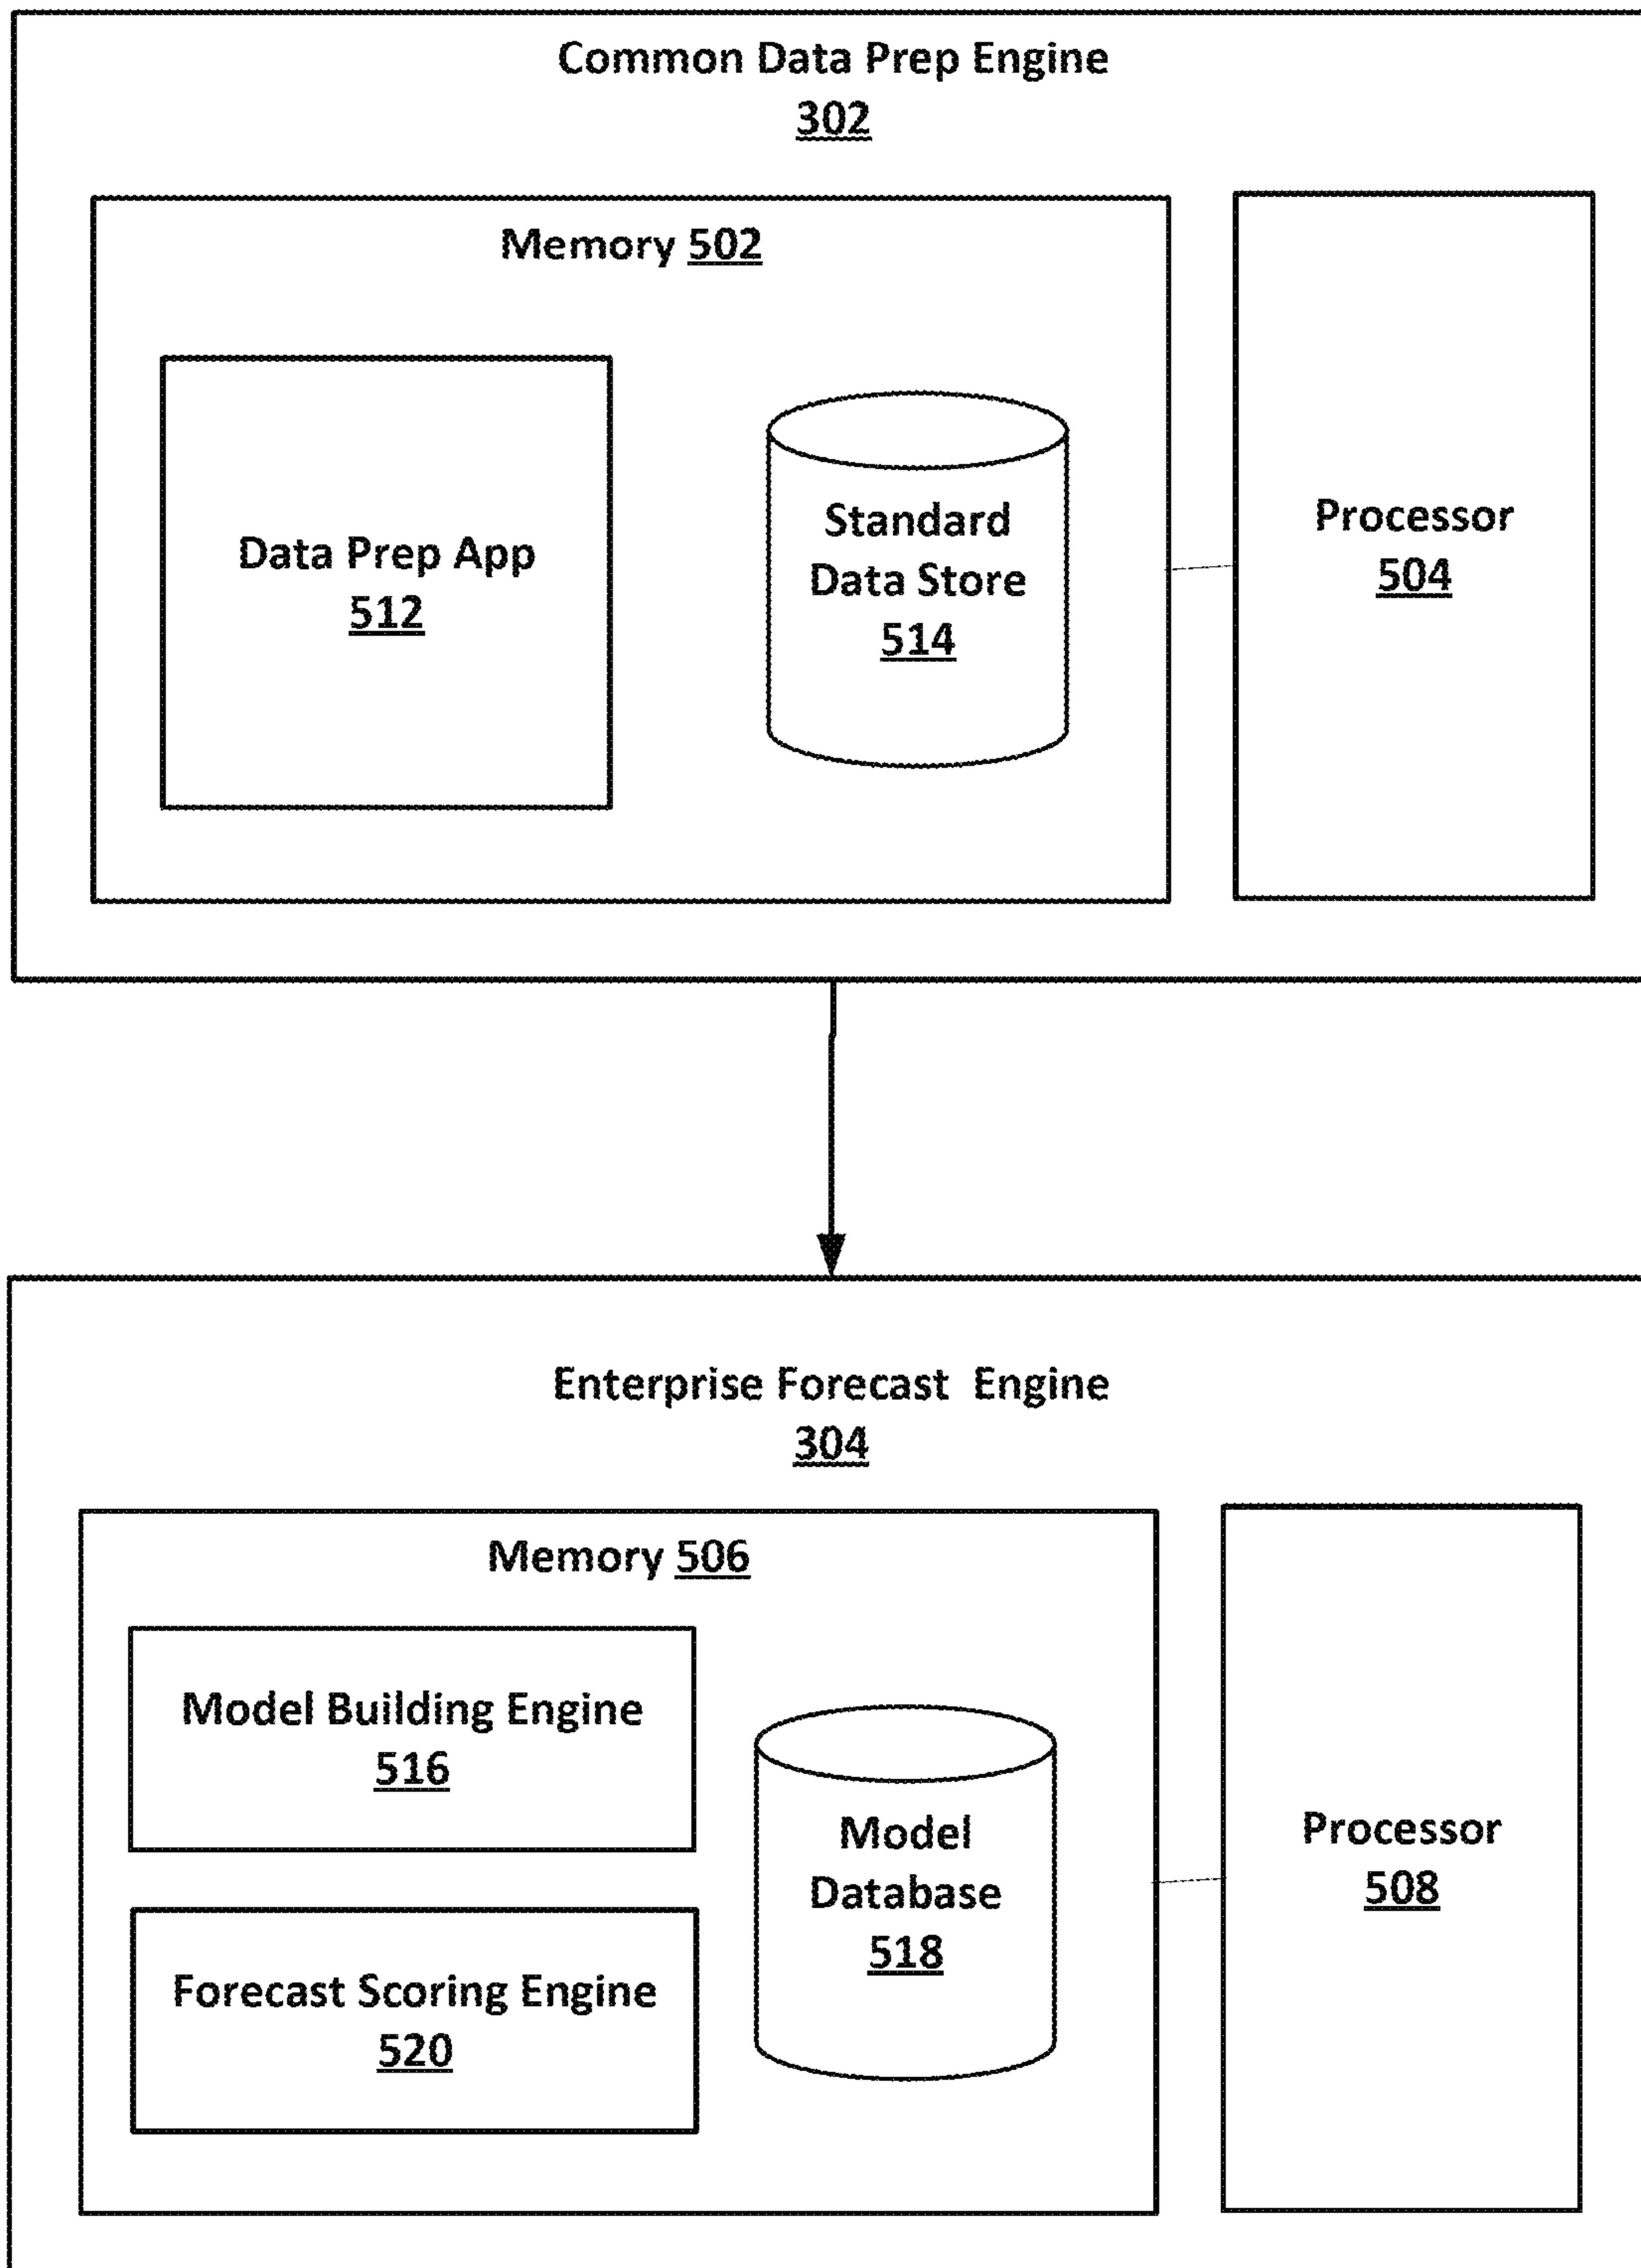 Common Data Prep Engine
302
Memory 502
Data Prep App
512
Standard
Data Store
514
Processor
504
Enterprise Forecast Engine
304
Memory 506
Model Building Engine
516
Forecast Scoring Engine
520
Model
Database
518
Processor
508